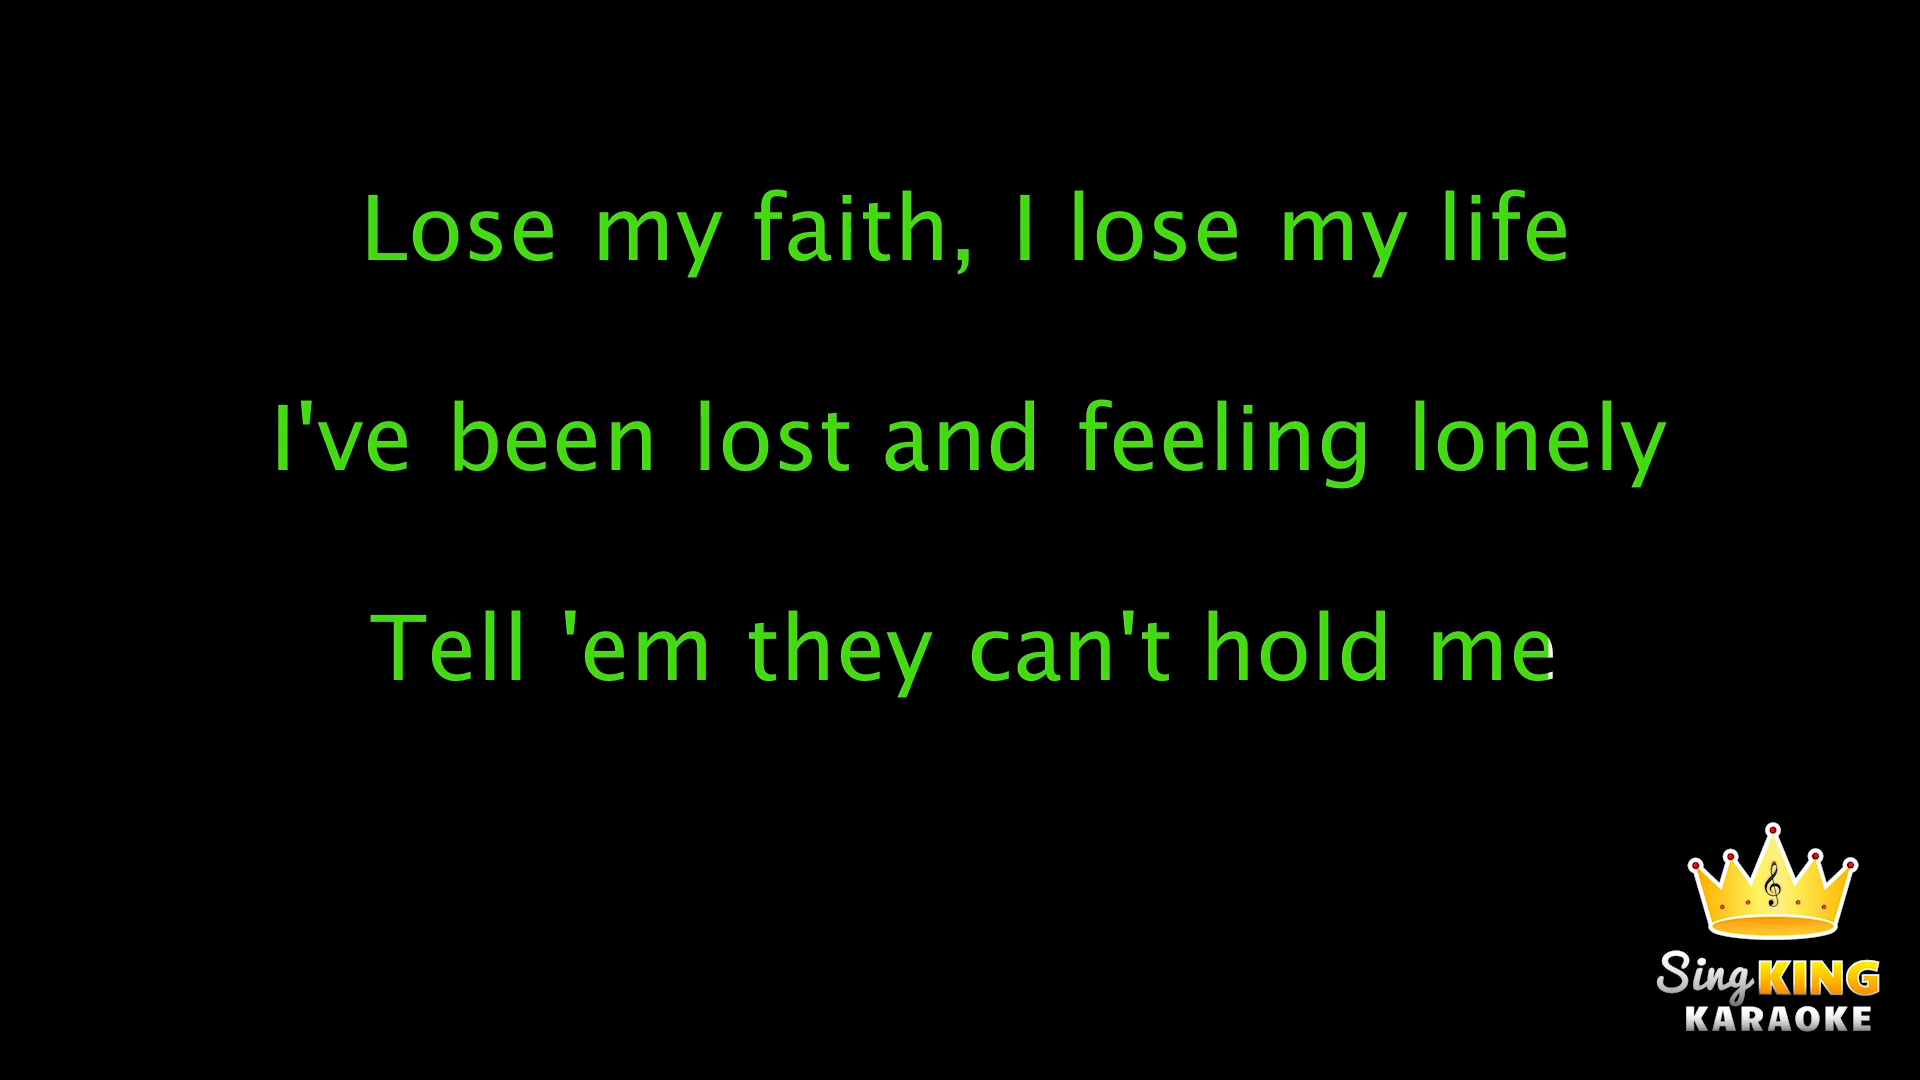 Lose my faith, I lose my life
I've been lost and feeling lonely
Tell 'em they can't hold me
Sing KING
KARAOKE